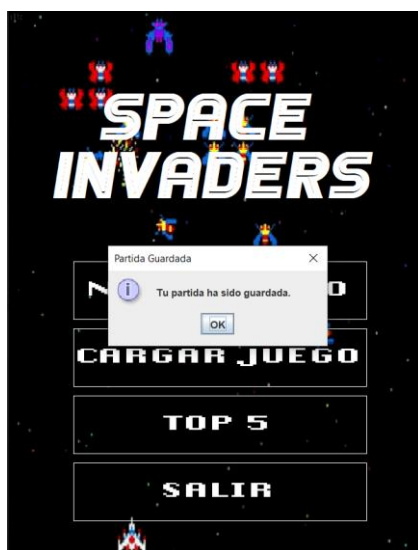 SPACE
INVADERS
Partida Guardada
Tu partida ha sido guardada.
OK
CARGAR JUEGO
TOP 5
SALIR